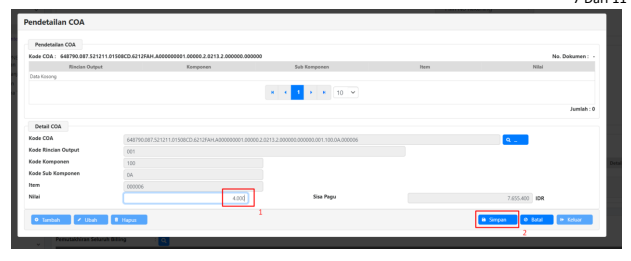 7 Dari 11
Pendetailan COA
Pendetailan COA
Kode COA : 648790.087.521211.01508CD.6212FAH.A000000001.00000.2.0213.2.000000.000000 No. Dokumen : -
Rincian Output Komponen Sub Komponen Item Nilai
Data Kosong
1 10
Jumlah : 0
Detail COA
Kode COA 648790.087.521211.01508CD.6212FAH.A000000001.00000.2.0213.2.000000.000000.001.100.0A.000006
Kode Rincian Output 001
Kode Komponen 100
Kode Sub Komponen 0A
Item 000006
Nilai 4.000 Sisa Pagu 7.655.400 IDR
1
Tambah Ubah Hapus Simpan Batal Keluar
2